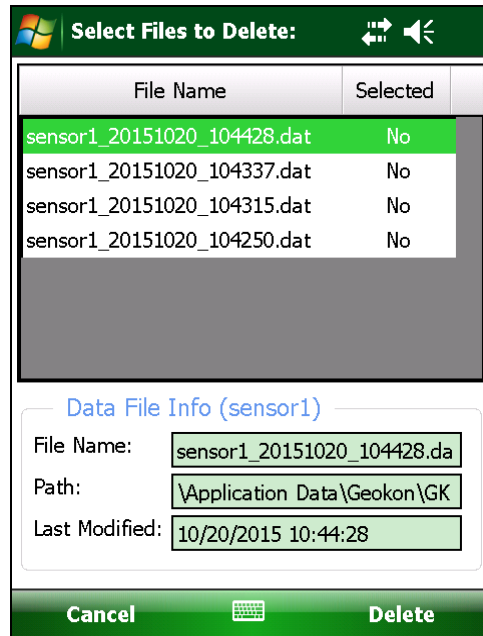 Select Files to Delete:
File Name Selected
sensor1_20151020_104428.dat No
sensor1_20151020_104337.dat No
sensor1_20151020_104315.dat No
sensor1_20151020_104250.dat No
Data File Info (sensor1)
File Name: sensor1_20151020_104428.da
Path: \Application Data\Geokon\GK
Last Modified: 10/20/2015 10:44:28
Cancel Delete